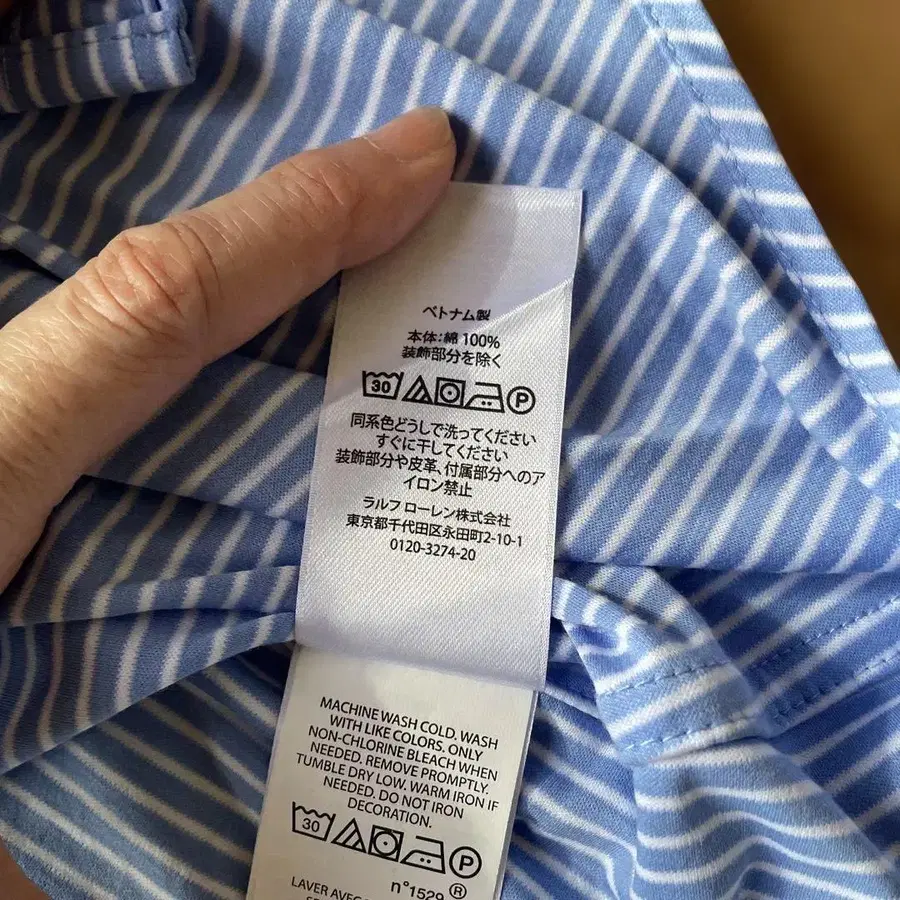 ベトナム製
本体:綿 100%
装飾部分を除く
30 P
同系色どうしで洗ってください
すぐに干してください
装飾部分や皮革、付属部分へのア
イロン禁止
ラルフ ローレン株式会社
東京都千代田区永田町2-10-1
0120-3274-20
MACHINE WASH COLD. WASH
WITH LIKE COLORS. ONLY
NON-CHLORINE BLEACH WHEN
NEEDED. REMOVE PROMPTLY.
TUMBLE DRY LOW. WARM IRON IF
NEEDED. DO NOT IRON
DECORATION.
30 P
n°1529 ®
LAVER AVEC